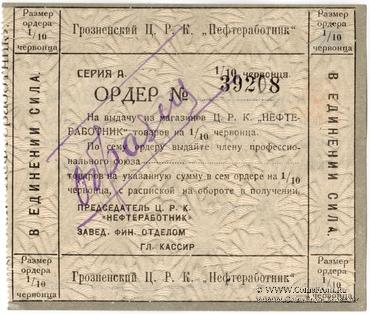 Размер ордера 1/10 червонца
Грозненский Ц. Р. К. „Нефтеработник"
Размер ордера 1/10 червонца
В ЕДИНЕНИИ СИЛА.
СЕРИЯ А.
1/10 червонця.
ОРДЕР № 39208
На выдачу из магазинов Ц. Р. К. „НЕФТЕ-
РАБОТНИК" товаров на 1/10 червонца.
По сему ордеру выдайте члену профессио-
нального союза
товаров на указанную сумму в сем ордере на 1/10
червонца, с распиской на обороте в получении.
ПРЕДСЕДАТЕЛЬ Ц. Р. К.
„НЕФТЕРАБОТНИК"
ЗАВЕД. ФИН. ОТДЕЛОМ
ГЛ. КАССИР
Образец
В ЕДИНЕНИИ СИЛА.
Размер ордера 1/10 червонца
Грозненский Ц. Р. К. „Нефтеработник"
Размер ордера 1/10 червонца